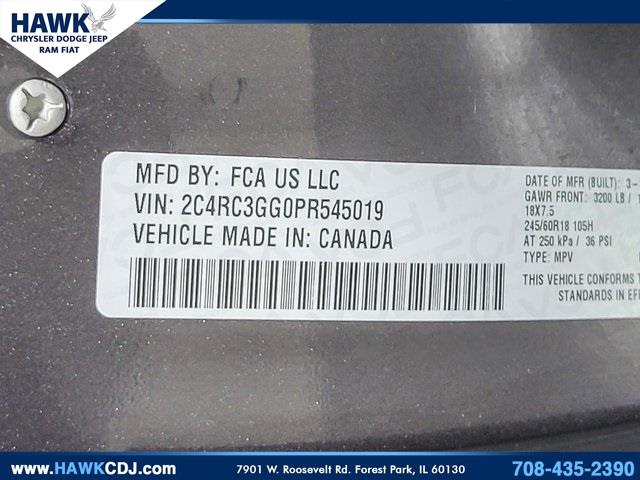 HAWK
CHRYSLER DODGE JEEP
RAM FIAT
MFD BY: FCA US LLC
VIN: 2C4RC3GG0PR545019
VEHICLE MADE IN: CANADA
DATE OF MFR (BUILT): 3-
GAWR FRONT: 3200 LB /
18X7.5
245/60R18 105H
AT 250 kPa / 36 PSI
TYPE: MPV
THIS VEHICLE CONFORMS
STANDARDS IN
www.HAWKCDJ.com
7901 W. Roosevelt Rd. Forest Park, IL 60130
708-435-2390